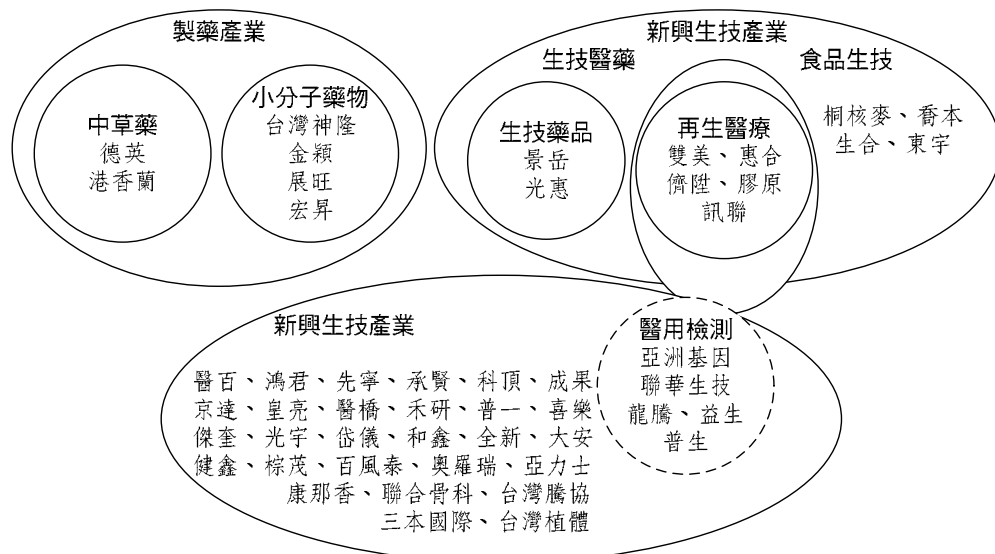 製藥產業
中草藥
德英
港香蘭
小分子藥物
台灣神隆
金穎
展旺
宏昇
新興生技產業
生技醫藥
食品生技
生技藥品
景岳
光惠
再生醫療
雙美、惠合
儕陞、膠原
訊聯
桐核麥、喬本
生合、東宇
新興生技產業
醫百、鴻君、先寧、承賢、科頂、成果
京達、皇亮、醫橋、禾研、普一、喜樂
傑奎、光宇、岱儀、和鑫、全新、大安
健鑫、棕茂、百風泰、奧羅瑞、亞力士
康那香、聯合骨科、台灣騰協
三本國際、台灣植體
醫用檢測
亞洲基因
聯華生技
龍騰、益生
普生